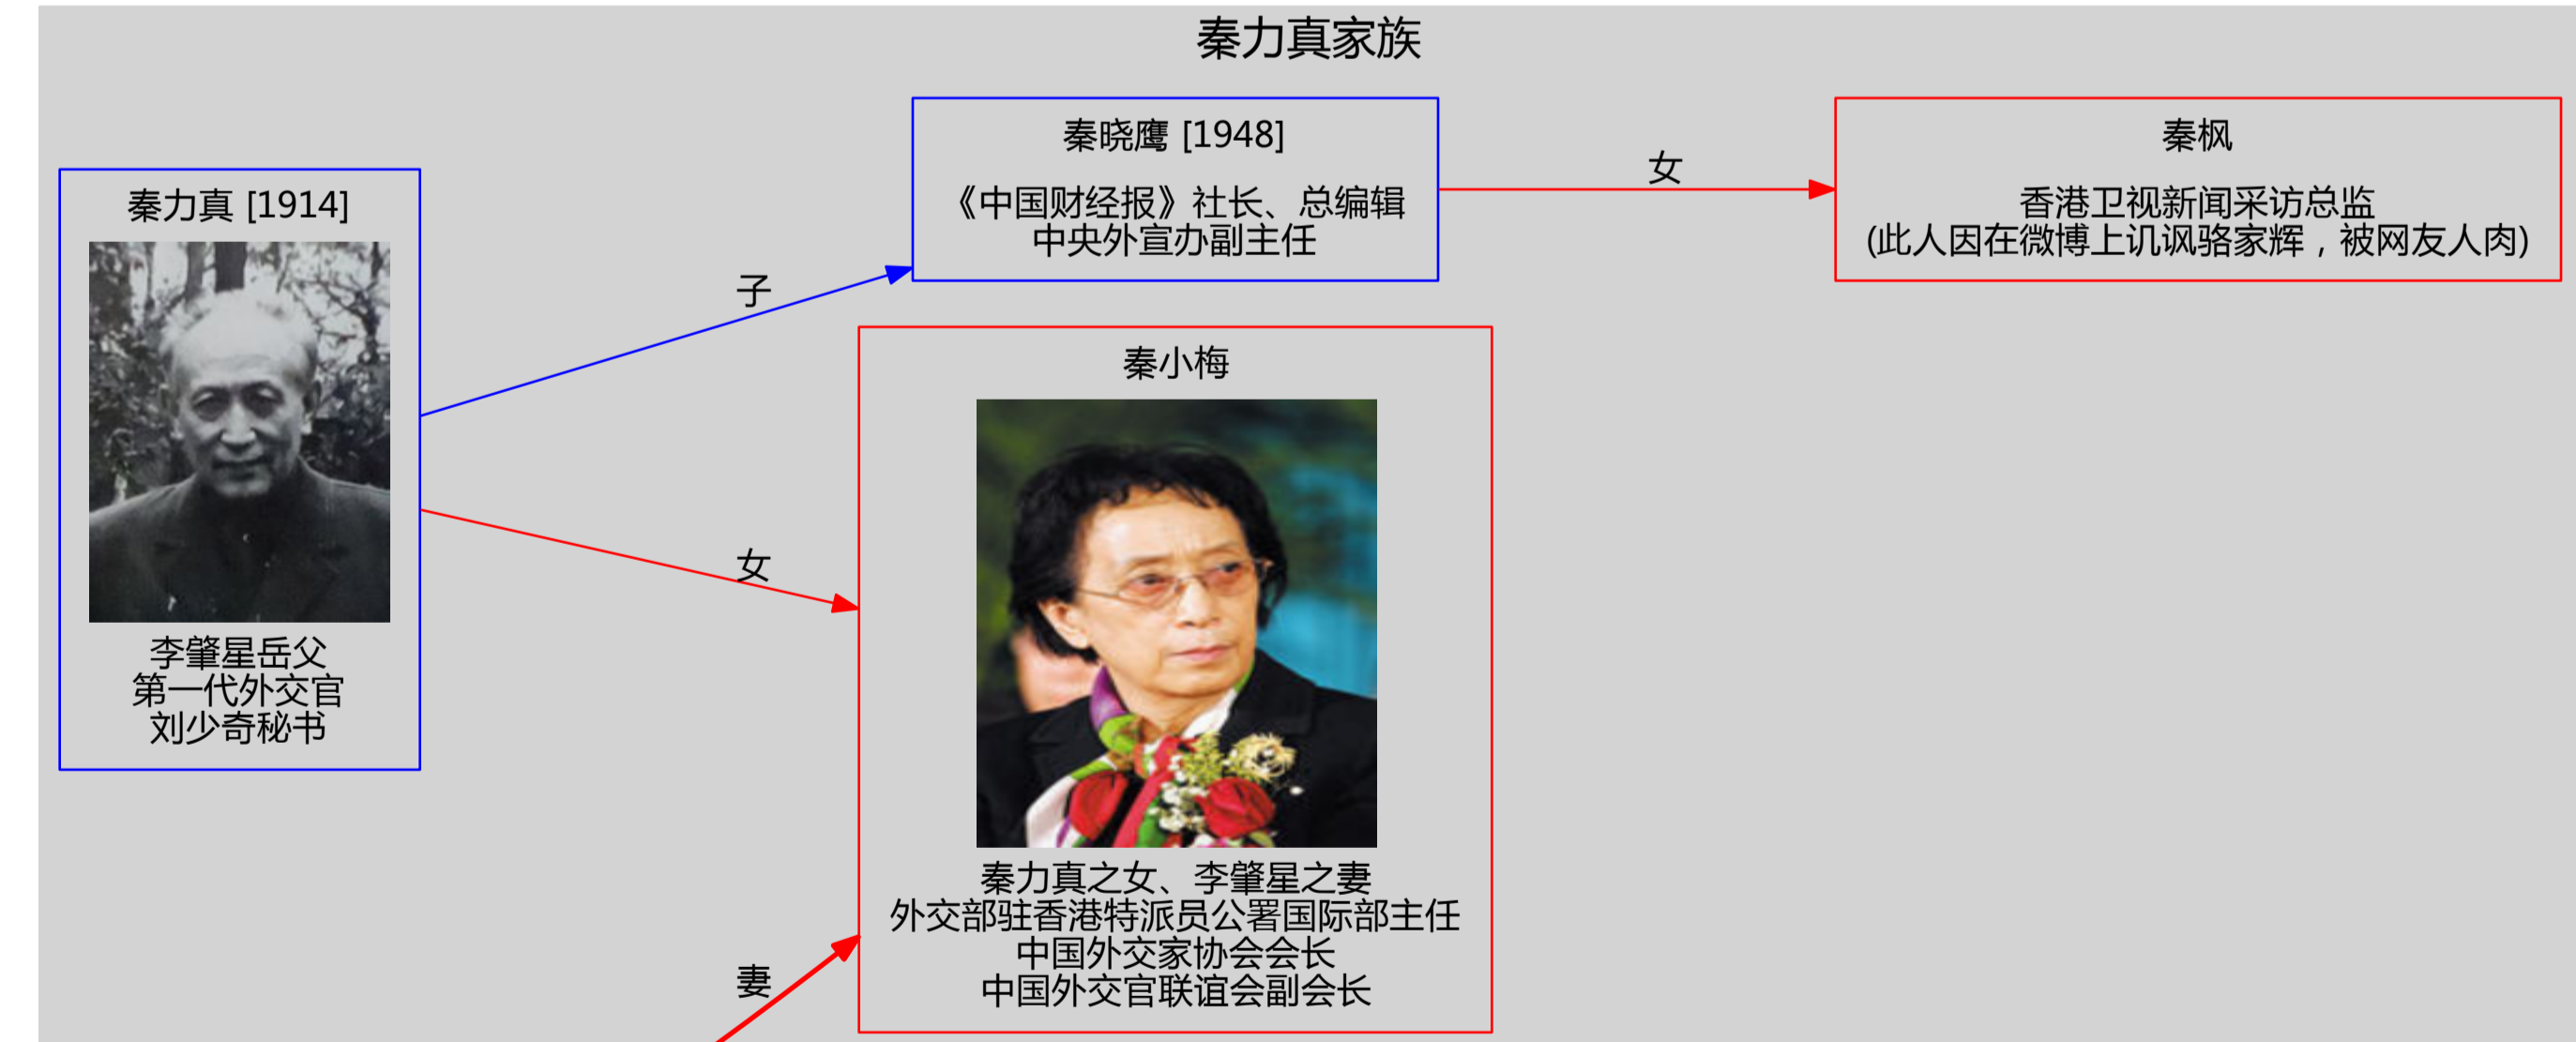 秦力真家族
秦力真 [1914]
李肇星岳父
第一代外交官
刘少奇秘书
子
秦晓鹰 [1948]
《中国财经报》社长、总编辑
中央外宣办副主任
女
秦枫
香港卫视新闻采访总监
(此人因在微博上讥讽骆家辉，被网友人肉)
女
秦小梅
秦力真之女、李肇星之妻
外交部驻香港特派员公署国际部主任
中国外交家协会会长
中国外交官联谊会副会长
妻